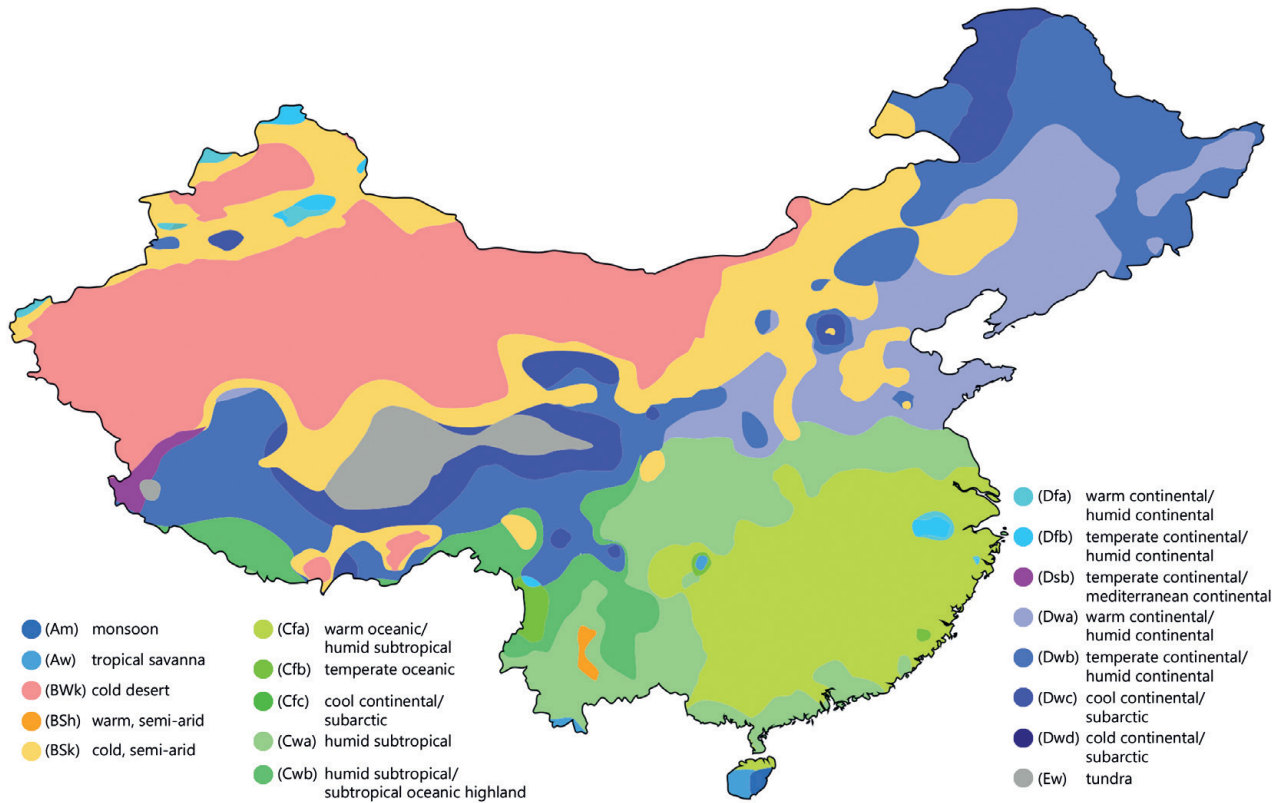 (Am) monsoon
(Aw) tropical savanna
(BWk) cold desert
(BSh) warm, semi-arid
(BSk) cold, semi-arid
(Cfa) warm oceanic/
humid subtropical
(Cfb) temperate oceanic
(Cfc) cool continental/
subarctic
(Cwa) humid subtropical
(Cwb) humid subtropical/
subtropical oceanic highland
(Dfa) warm continental/
humid continental
(Dfb) temperate continental/
humid continental
(Dsb) temperate continental/
mediterranean continental
(Dwa) warm continental/
humid continental
(Dwb) temperate continental/
humid continental
(Dwc) cool continental/
subarctic
(Dwd) cold continental/
subarctic
(Ew) tundra